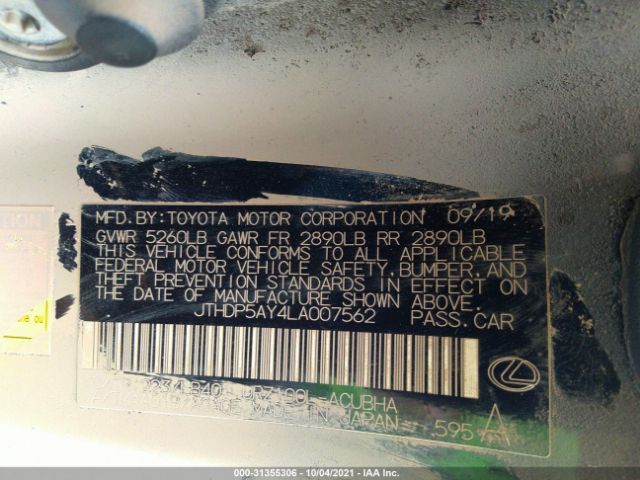 MFD. BY: TOYOTA MOTOR CORPORATION 09/19
GVWR 5260LB GAWR FR 2890LB RR 2890LB
THIS VEHICLE CONFORMS TO ALL APPLICABLE
FEDERAL MOTOR VEHICLE SAFETY, BUMPER, AND
THEFT PREVENTION STANDARDS IN EFFECT ON
THE DATE OF MANUFACTURE SHOWN ABOVE.
JTHDP5AY4LA007562 PASS. CAR
-ACUBHA
MADE IN JAPAN 595 A
000-31355306 - 10/04/2021 - IAA Inc.